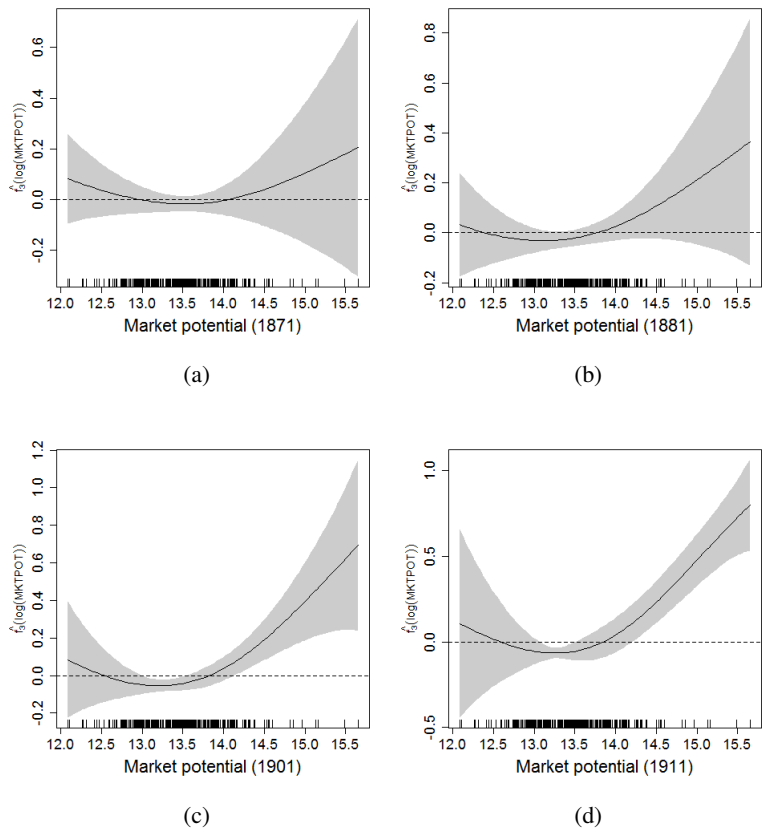 0.6
0.4
0.2
0.0
-0.2
f̂₃(log(MKTPOT))
12.0 12.5 13.0 13.5 14.0 14.5 15.0 15.5
Market potential (1871)
(a)
0.8
0.6
0.4
0.2
0.0
-0.2
f̂₃(log(MKTPOT))
12.0 12.5 13.0 13.5 14.0 14.5 15.0 15.5
Market potential (1881)
(b)
1.2
1.0
0.8
0.6
0.4
0.2
0.0
-0.2
f̂₃(log(MKTPOT))
12.0 12.5 13.0 13.5 14.0 14.5 15.0 15.5
Market potential (1901)
(c)
1.0
0.5
0.0
-0.5
f̂₃(log(MKTPOT))
12.0 12.5 13.0 13.5 14.0 14.5 15.0 15.5
Market potential (1911)
(d)